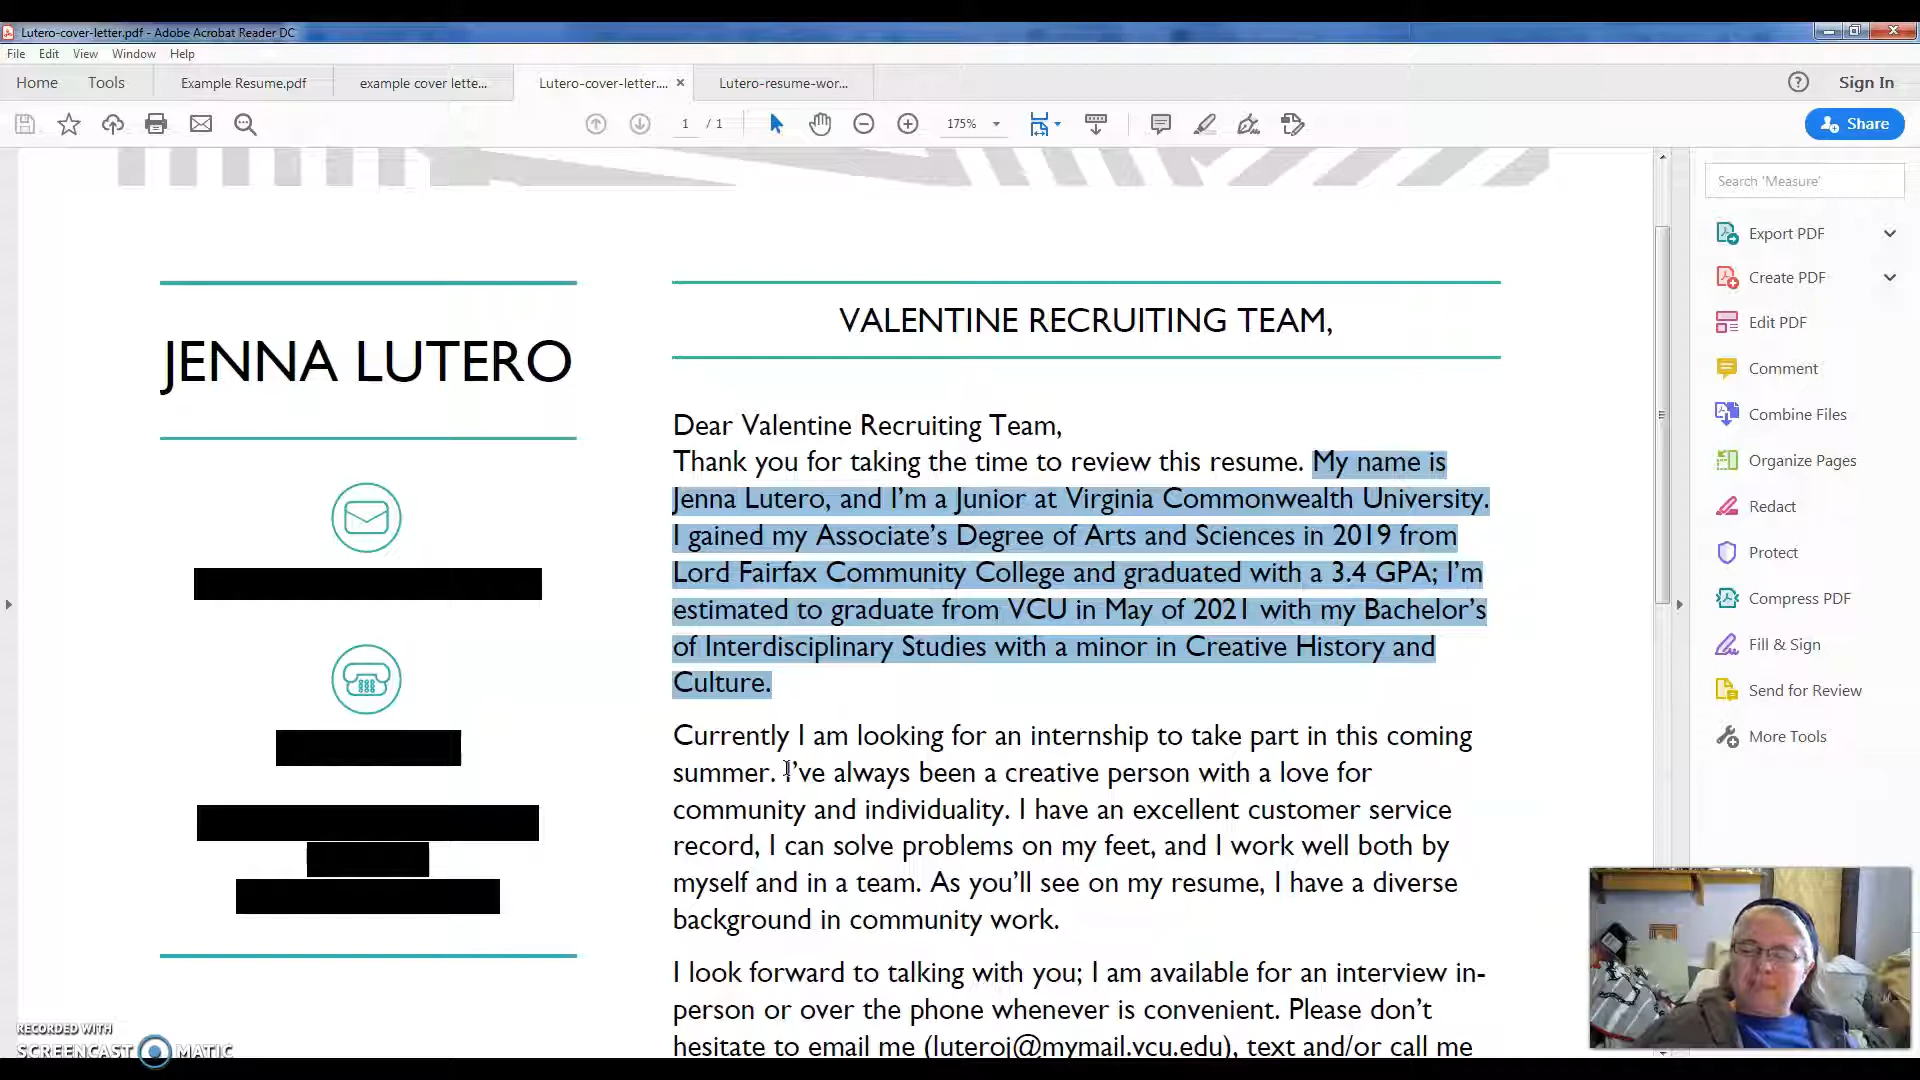 Lutero-cover-letter.pdf - Adobe Acrobat Reader DC
File Edit View Window Help
Home Tools Example Resume.pdf example cover lette... Lutero-cover-letter.... Lutero-resume-wor... Sign In
1 / 1 175% Share
Search 'Measure'
Export PDF
Create PDF
Edit PDF
Comment
Combine Files
Organize Pages
Redact
Protect
Compress PDF
Fill & Sign
Send for Review
More Tools
JENNA LUTERO
VALENTINE RECRUITING TEAM,
Dear Valentine Recruiting Team,
Thank you for taking the time to review this resume. My name is
Jenna Lutero, and I'm a Junior at Virginia Commonwealth University.
I gained my Associate's Degree of Arts and Sciences in 2019 from
Lord Fairfax Community College and graduated with a 3.4 GPA; I'm
estimated to graduate from VCU in May of 2021 with my Bachelor's
of Interdisciplinary Studies with a minor in Creative History and
Culture.
Currently I am looking for an internship to take part in this coming
summer. I've always been a creative person with a love for
community and individuality. I have an excellent customer service
record, I can solve problems on my feet, and I work well both by
myself and in a team. As you'll see on my resume, I have a diverse
background in community work.
I look forward to talking with you; I am available for an interview in-
person or over the phone whenever is convenient. Please don't
hesitate to email me (luteroj@mymail.vcu.edu), text and/or call me
RECORDED WITH
SCREENCAST MATIC